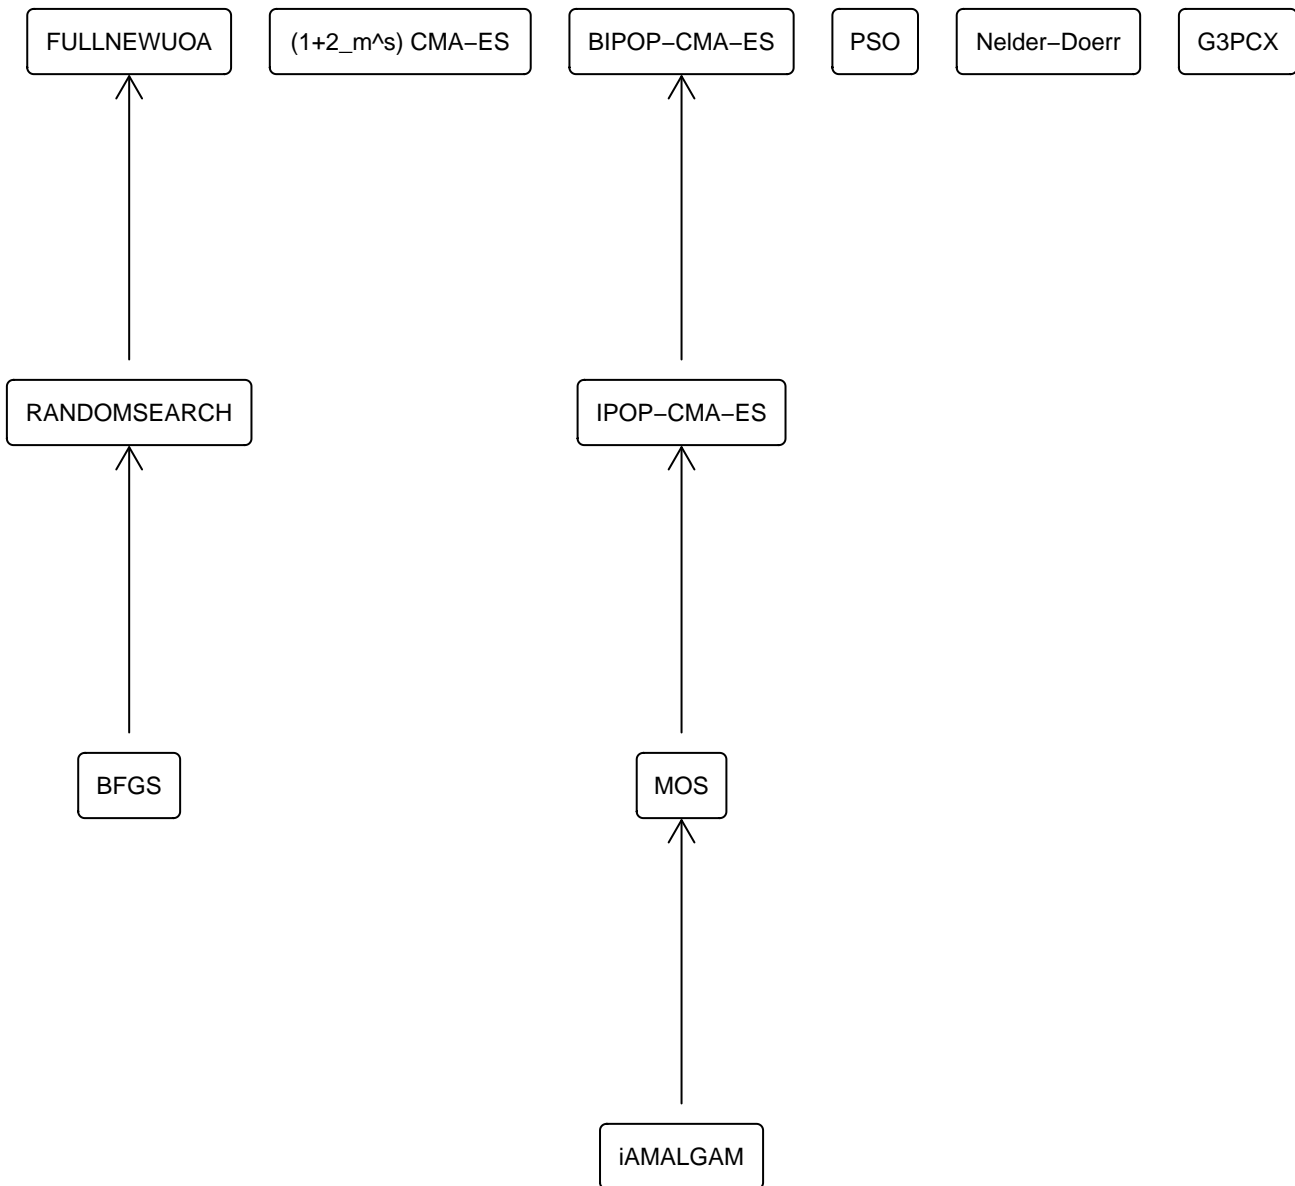 FULLNEWUOA
(1+2_m^s) CMA−ES
BIPOP−CMA−ES
PSO
Nelder−Doerr
G3PCX
RANDOMSEARCH
IPOP−CMA−ES
BFGS
MOS
iAMALGAM